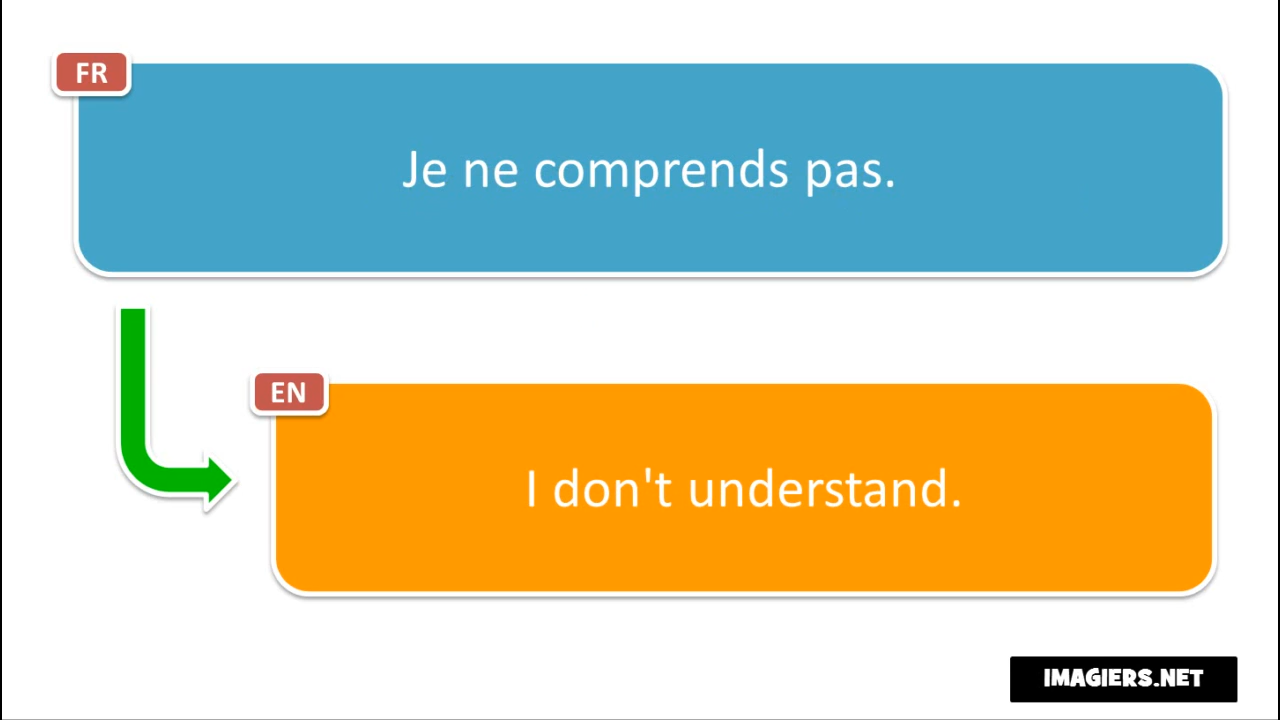 FR
Je ne comprends pas.
EN
I don't understand.
IMAGIERS.NET